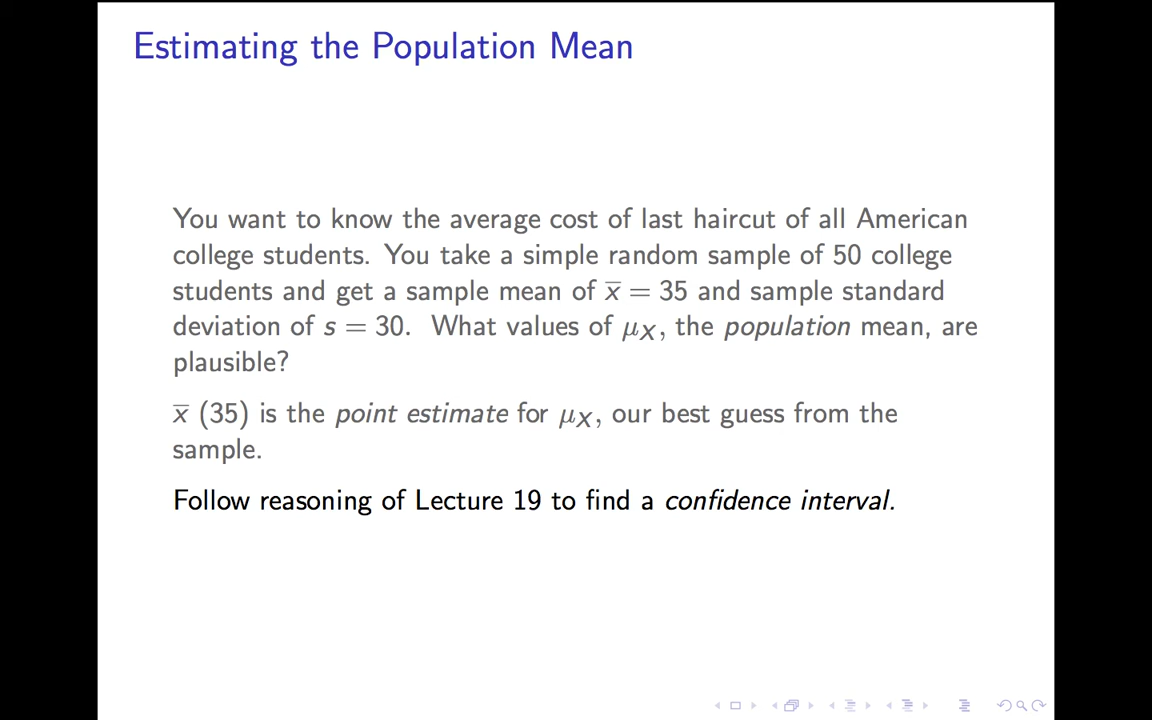 Estimating the Population Mean
You want to know the average cost of last haircut of all American
college students. You take a simple random sample of 50 college
students and get a sample mean of x̅ = 35 and sample standard
deviation of s = 30. What values of μ_X, the population mean, are
plausible?
x̅ (35) is the point estimate for μ_X, our best guess from the
sample.
Follow reasoning of Lecture 19 to find a confidence interval.